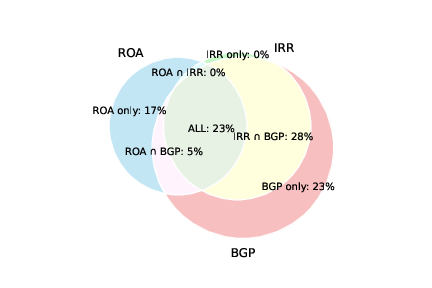 IRR
ROA
IRR only: 0%
ROA ∩ IRR: 0%
ROA only: 17%
ALL: 23%
IRR ∩ BGP: 28%
ROA ∩ BGP: 5%
BGP only: 23%
BGP